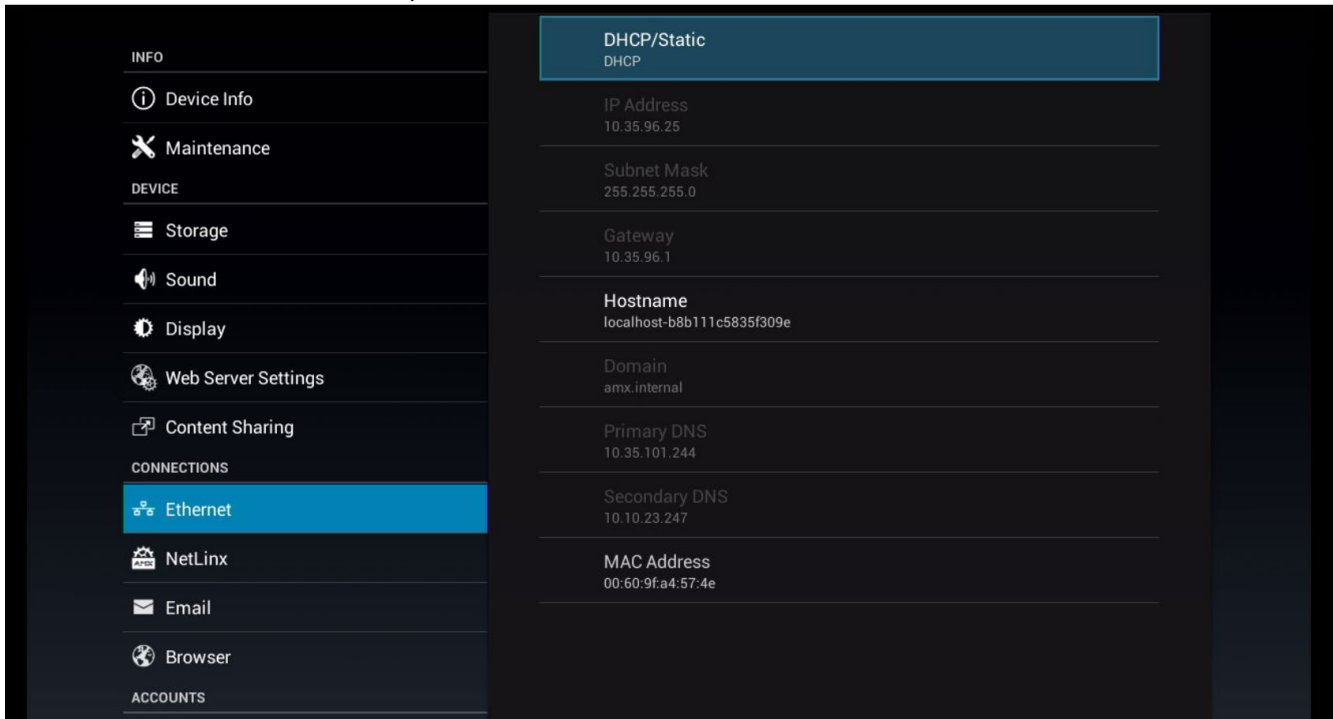 INFO
Device Info
Maintenance
DEVICE
Storage
Sound
Display
Web Server Settings
Content Sharing
CONNECTIONS
Ethernet
NetLinx
Email
Browser
ACCOUNTS
DHCP/Static
DHCP
IP Address
10.35.96.25
Subnet Mask
255.255.255.0
Gateway
10.35.96.1
Hostname
localhost-b8b111c5835f309e
Domain
amx.internal
Primary DNS
10.35.101.244
Secondary DNS
10.10.23.247
MAC Address
00:60:9f:a4:57:4e